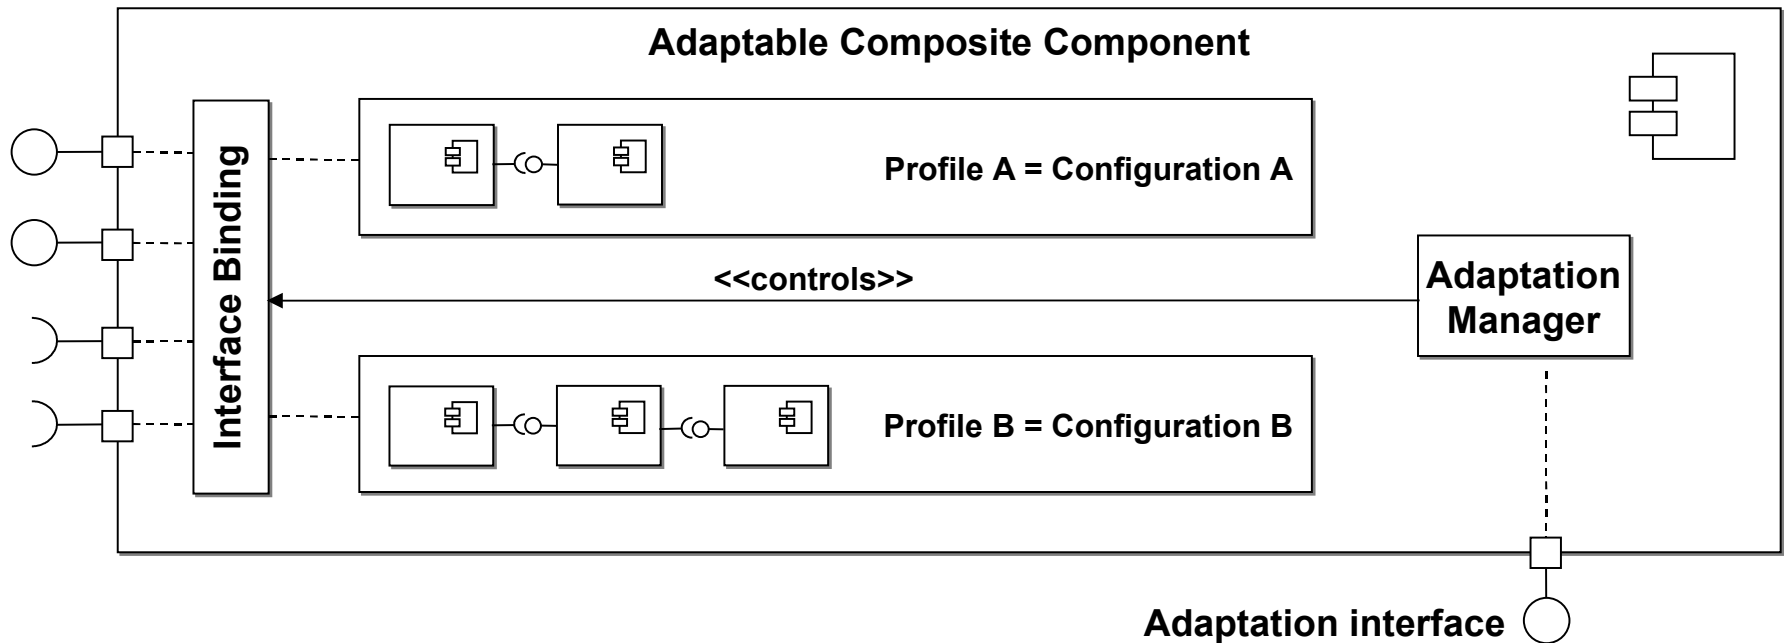 Adaptable Composite Component
Interface Binding
Profile A = Configuration A
<<controls>>
Adaptation
Manager
Profile B = Configuration B
Adaptation interface